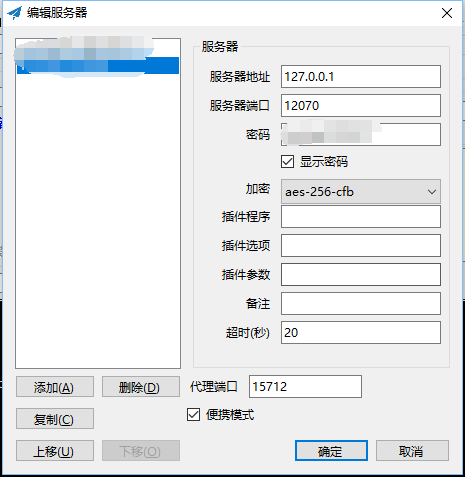 编辑服务器
服务器
服务器地址 127.0.0.1
服务器端口 12070
密码
显示密码
加密 aes-256-cfb
插件程序
插件选项
插件参数
备注
超时(秒) 20
添加(A) 删除(D) 代理端口 15712
复制(C) 便携模式
上移(U) 下移(O) 确定 取消